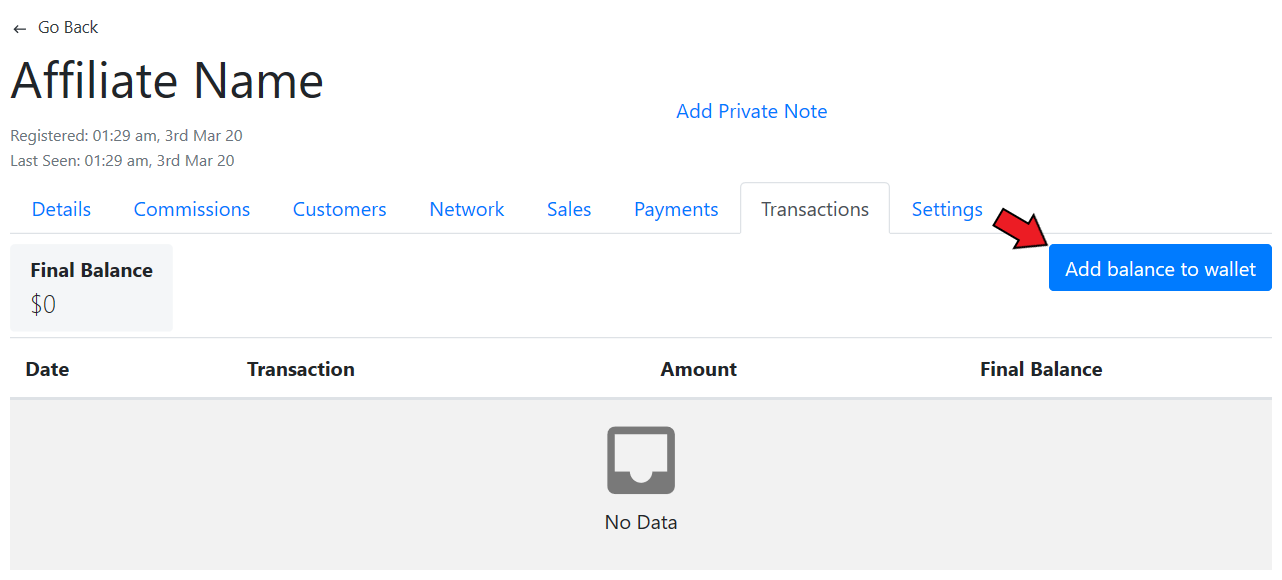 ← Go Back
Affiliate Name
Add Private Note
Registered: 01:29 am, 3rd Mar 20
Last Seen: 01:29 am, 3rd Mar 20
Details Commissions Customers Network Sales Payments Transactions Settings
Final Balance
$0
Add balance to wallet
Date Transaction Amount Final Balance
No Data